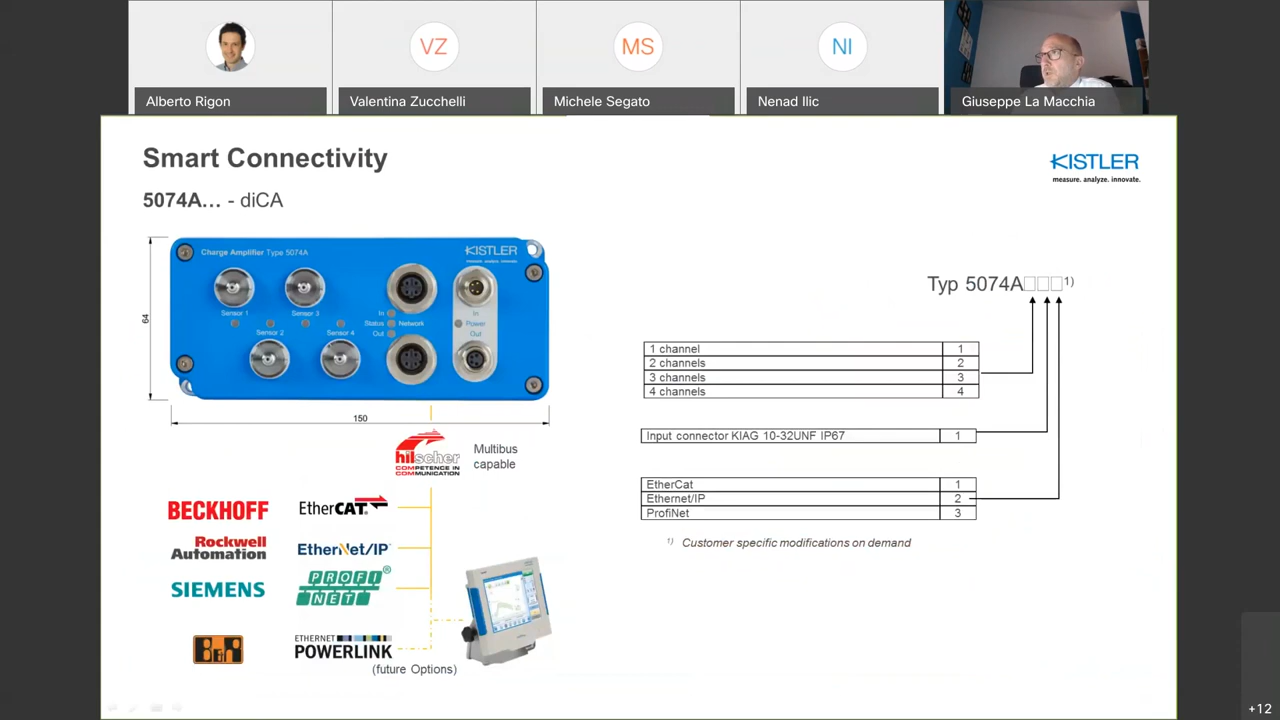 VZ
MS
NI
Alberto Rigon
Valentina Zucchelli
Michele Segato
Nenad Ilic
Giuseppe La Macchia
Smart Connectivity
KISTLER
measure. analyze. innovate.
5074A... - diCA
Charge Amplifier Type 5074A
KISTLER
measure. analyze. innovate.
Sensor 1
Sensor 3
In
In
Status
Network
Power
Sensor 2
Sensor 4
Out
Out
64
150
Typ 5074A□□□1)
1 channel 1
2 channels 2
3 channels 3
4 channels 4
Input connector KIAG 10-32UNF IP67 1
EtherCat 1
Ethernet/IP 2
ProfiNet 3
1) Customer specific modifications on demand
hilscher
COMPETENCE IN
COMMUNICATION
Multibus
capable
BECKHOFF
EtherCAT
Rockwell
Automation
EtherNet/IP
SIEMENS
PROFI
NET
B&R
ETHERNET
POWERLINK
(future Options)
+12